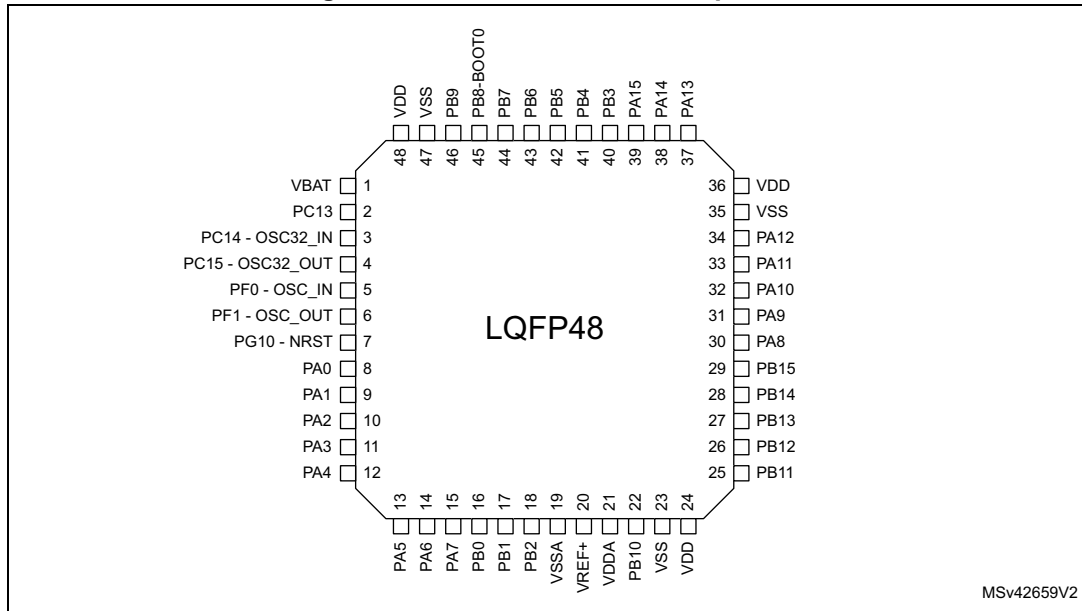 VDD
VSS
PB9
PB8-BOOT0
PB7
PB6
PB5
PB4
PB3
PA15
PA14
PA13
48 47 46 45 44 43 42 41 40 39 38 37
VBAT 1
PC13 2
PC14 - OSC32_IN 3
PC15 - OSC32_OUT 4
PF0 - OSC_IN 5
PF1 - OSC_OUT 6
PG10 - NRST 7
PA0 8
PA1 9
PA2 10
PA3 11
PA4 12
LQFP48
36 VDD
35 VSS
34 PA12
33 PA11
32 PA10
31 PA9
30 PA8
29 PB15
28 PB14
27 PB13
26 PB12
25 PB11
13 14 15 16 17 18 19 20 21 22 23 24
PA5
PA6
PA7
PB0
PB1
PB2
VSSA
VREF+
VDDA
PB10
VSS
VDD
MSv42659V2